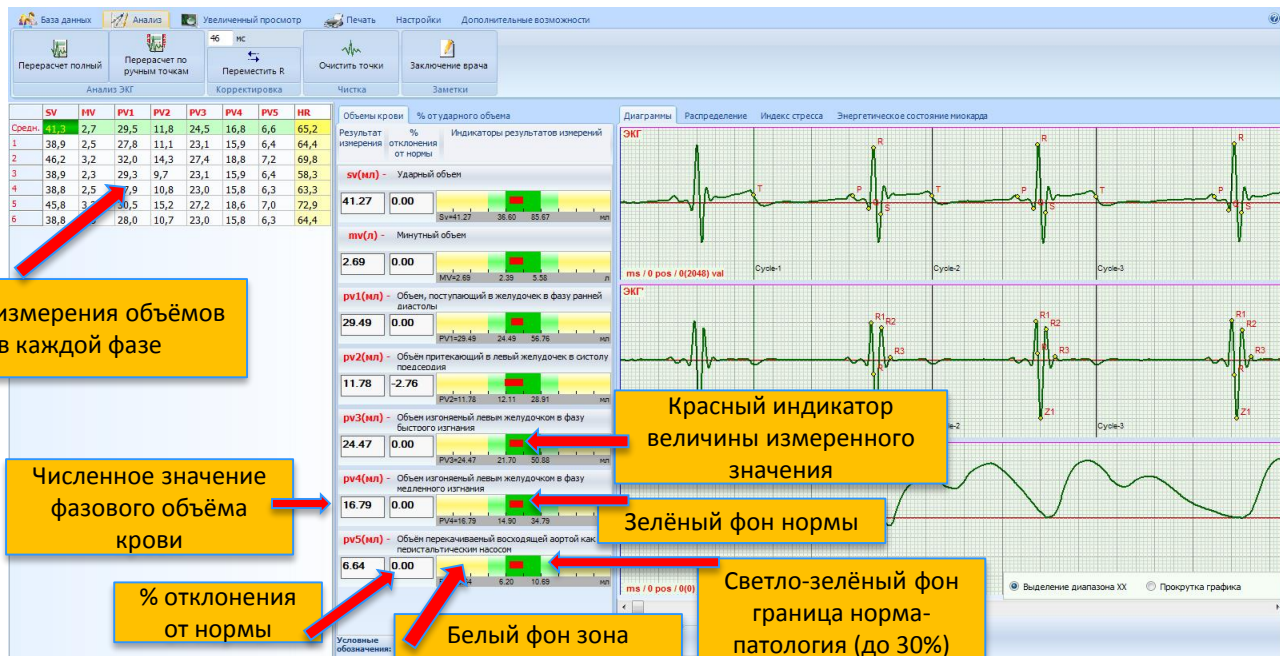 База данных Анализ Увеличенный просмотр Печать Настройки Дополнительные возможности
46 мс
Перерасчет полный Перерасчет по ручным точкам Переместить R Очистить точки Заключение врача
Анализ ЭКГ Корректировка Чистка Заметки
SV MV PV1 PV2 PV3 PV4 PV5 HR
Средн. 41,3 2,7 29,5 11,8 24,5 16,8 6,6 65,2
1 38,9 2,5 27,8 11,1 23,1 15,9 6,4 64,4
2 46,2 3,2 32,0 14,2 27,4 18,8 7,2 69,8
3 38,9 2,3 29,3 9,7 23,1 15,9 6,4 58,3
4 38,8 2,5 10,8 23,0 15,8 6,3 63,3
5 45,8 30,5 15,2 27,2 18,6 7,0 72,9
6 38,8 28,0 10,7 23,0 15,8 6,3 64,4
измерения объёмов
в каждой фазе
Численное значение
фазового объёма
крови
% отклонения
от нормы
Объемы крови % от ударного объема
Результат измерения % отклонения от нормы Индикаторы результатов измерений
sv(мл) - Ударный объем
41.27 0.00
Sv=41.27 36.60 85.67 мл
mv(л) - Минутный объем
2.69 0.00
MV=2.69 2.39 5.58 л
pv1(мл) - Объем, поступающий в желудочек в фазу ранней
диастолы
29.49 0.00
PV1=29.49 24.49 56.76 мл
pv2(мл) - Объём притекающий в левый желудочек в систолу
предсердия
11.78 -2.76
PV2=11.78 12.11 28.91 мл
pv3(мл) - Объем изгоняемый левым желудочком в фазу
быстрого изгнания
24.47 0.00
PV3=24.47 21.70 50.88 мл
pv4(мл) - Объем изгоняемый левым желудочком в фазу
медленного изгнания
16.79 0.00
PV4=16.79 14.90 34.79 мл
pv5(мл) - Объём перекачиваемый восходящей аортой как
перистальтическим насосом
6.64 0.00
6.20 10.69 мл
Условные
обозначения:
Белый фон зона
Красный индикатор
величины измеренного
значения
Зелёный фон нормы
Светло-зелёный фон
граница норма-
патология (до 30%)
Диаграммы Распределение Индекс стресса Энергетическое состояние миокарда
ЭКГ
T P R Q S T P R Q S T P R S
Cycle-1 Cycle-2 Cycle-3
ms / 0 pos / 0(2048) val
ЭКГ'
R1 R2 R3 R1 R2 R3 Z1 R1 R2 R3 Z1
Cycle-3
ms / 0 pos / 0(0)
Выделение диапазона XX Прокрутка графика